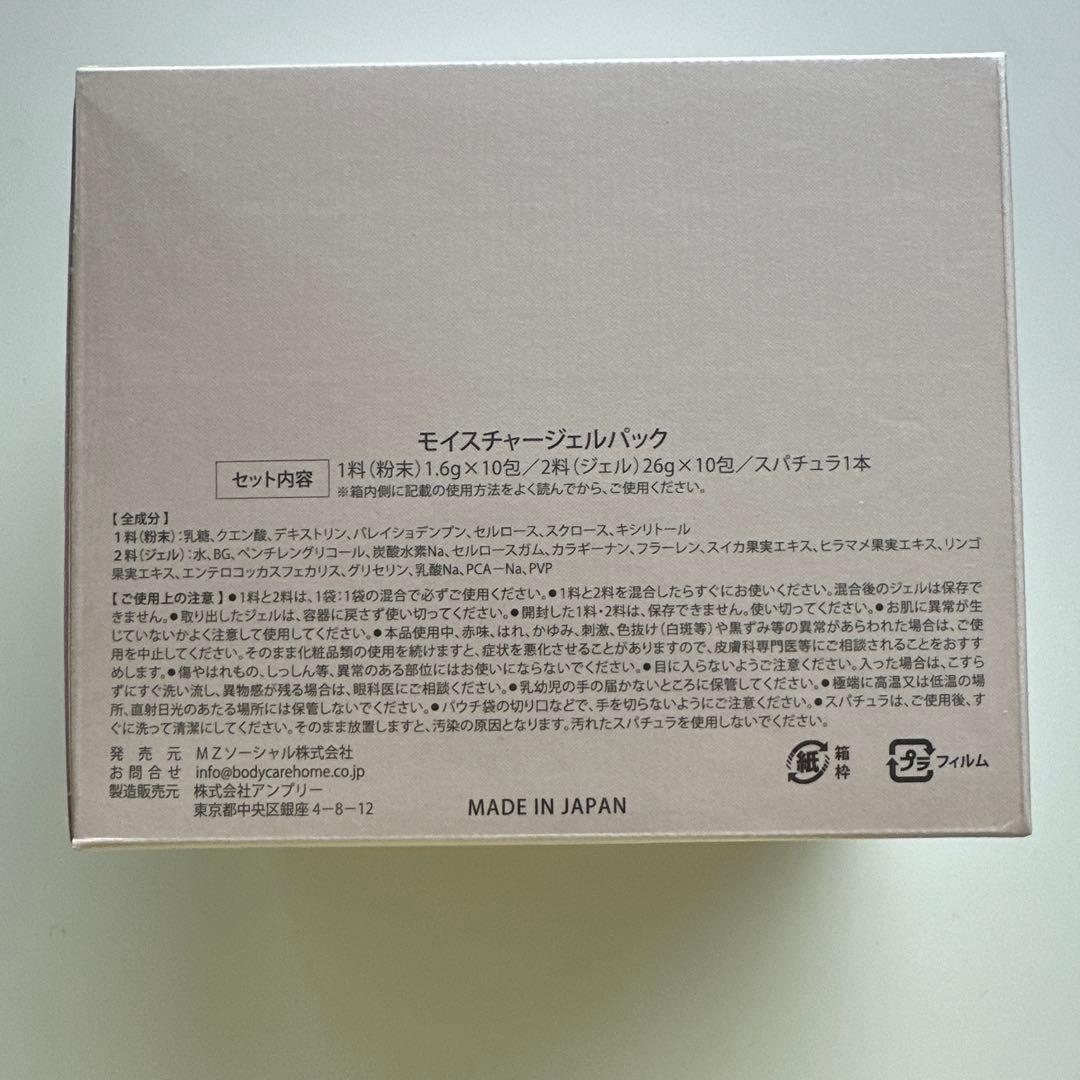 モイスチャージェルパック
セット内容 1料(粉末)1.6g×10包/2料(ジェル)26g×10包/スパチュラ1本
※箱内側に記載の使用方法をよく読んでから、ご使用ください。
【全成分】
1料(粉末):乳糖、クエン酸、デキストリン、バレイショデンプン、セルロース、スクロース、キシリトール
2料(ジェル):水、BG、ペンチレングリコール、炭酸水素Na、セルロースガム、カラギーナン、フラーレン、スイカ果実エキス、ヒラマメ果実エキス、リンゴ
果実エキス、エンテロコッカスフェカリス、グリセリン、乳酸Na、PCA-Na、PVP
【ご使用上の注意】●1料と2料は、1袋:1袋の混合で必ずご使用ください。●1料と2料を混合したらすぐにお使いください。混合後のジェルは保存で
きません。●取り出したジェルは、容器に戻さず使い切ってください。●開封した1料・2料は、保存できません。使い切ってください。●お肌に異常が生
じていないかよく注意して使用してください。●本品使用中、赤味、はれ、かゆみ、刺激、色抜け(白斑等)や黒ずみ等の異常があらわれた場合は、ご使
用を中止してください。そのまま化粧品類の使用を続けますと、症状を悪化させることがありますので、皮膚科専門医等にご相談されることをおすす
めします。●傷やはれもの、しっしん等、異常のある部位にはお使いにならないでください。●目に入らないようご注意ください。入った場合は、こすら
ずにすぐ洗い流し、異物感が残る場合は、眼科医にご相談ください。●乳幼児の手の届かないところに保管してください。●極端に高温又は低温の場
所、直射日光のあたる場所には保管しないでください。●パウチ袋の切り口などで、手を切らないようにご注意ください。●スパチュラは、ご使用後、す
ぐに洗って清潔にしてください。そのまま放置しますと、汚染の原因となります。汚れたスパチュラを使用しないでください。
発売元 MZソーシャル株式会社
お問合せ info@bodycarehome.co.jp
製造販売元 株式会社アンプリー
東京都中央区銀座4-8-12
MADE IN JAPAN
紙 箱 枠
プラ フィルム